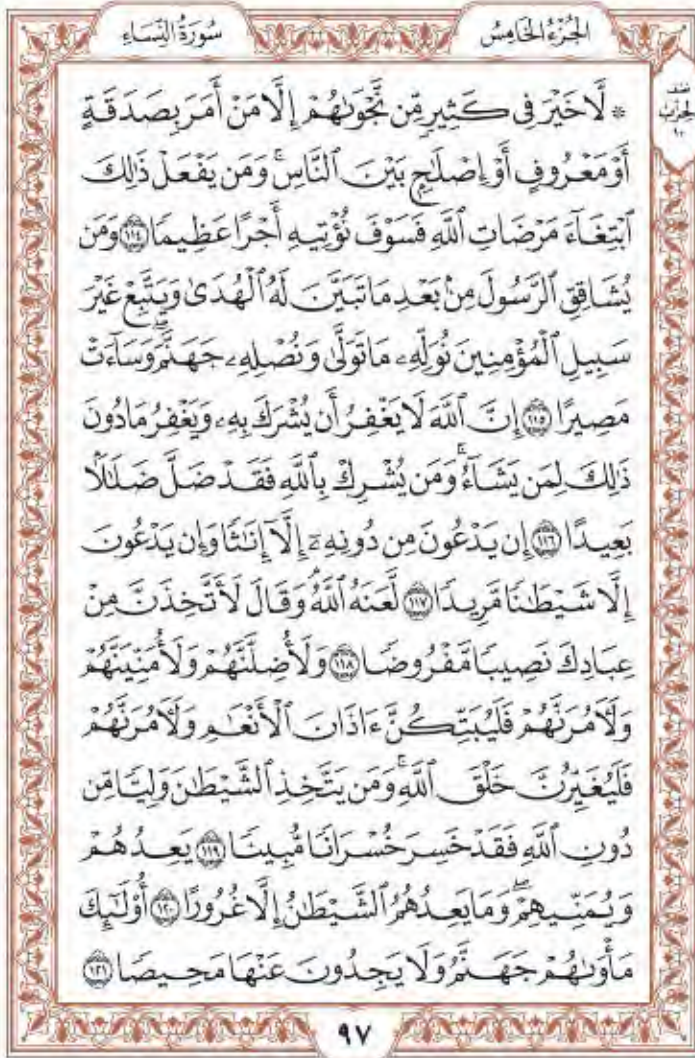 سُورَةُ النِّسَاءِ
الجُزْءُ الخَامِسُ
نصف
الحزب
١٠
* لَّا خَيْرَ فِى كَثِيرٍ مِّن نَّجْوَىٰهُمْ إِلَّا مَنْ أَمَرَ بِصَدَقَةٍ
أَوْ مَعْرُوفٍ أَوْ إِصْلَٰحٍۭ بَيْنَ ٱلنَّاسِۚ وَمَن يَفْعَلْ ذَٰلِكَ
ٱبْتِغَآءَ مَرْضَاتِ ٱللَّهِ فَسَوْفَ نُؤْتِيهِ أَجْرًا عَظِيمًا ١١٤ وَمَن
يُشَاقِقِ ٱلرَّسُولَ مِنۢ بَعْدِ مَا تَبَيَّنَ لَهُ ٱلْهُدَىٰ وَيَتَّبِعْ غَيْرَ
سَبِيلِ ٱلْمُؤْمِنِينَ نُوَلِّهِۦ مَا تَوَلَّىٰ وَنُصْلِهِۦ جَهَنَّمَۖ وَسَآءَتْ
مَصِيرًا ١١٥ إِنَّ ٱللَّهَ لَا يَغْفِرُ أَن يُشْرَكَ بِهِۦ وَيَغْفِرُ مَا دُونَ
ذَٰلِكَ لِمَن يَشَآءُۚ وَمَن يُشْرِكْ بِٱللَّهِ فَقَدْ ضَلَّ ضَلَٰلًۢا
بَعِيدًا ١١٦ إِن يَدْعُونَ مِن دُونِهِۦٓ إِلَّآ إِنَٰثًا وَإِن يَدْعُونَ
إِلَّا شَيْطَٰنًا مَّرِيدًا ١١٧ لَّعَنَهُ ٱللَّهُۘ وَقَالَ لَأَتَّخِذَنَّ مِنْ
عِبَادِكَ نَصِيبًا مَّفْرُوضًا ١١٨ وَلَأُضِلَّنَّهُمْ وَلَأُمَنِّيَنَّهُمْ
وَلَءَامُرَنَّهُمْ فَلَيُبَتِّكُنَّ ءَاذَانَ ٱلْأَنْعَٰمِ وَلَءَامُرَنَّهُمْ
فَلَيُغَيِّرُنَّ خَلْقَ ٱللَّهِۚ وَمَن يَتَّخِذِ ٱلشَّيْطَٰنَ وَلِيًّا مِّن
دُونِ ٱللَّهِ فَقَدْ خَسِرَ خُسْرَانًا مُّبِينًا ١١٩ يَعِدُهُمْ
وَيُمَنِّيهِمْۖ وَمَا يَعِدُهُمُ ٱلشَّيْطَٰنُ إِلَّا غُرُورًا ١٢٠ أُو۟لَٰٓئِكَ
مَأْوَىٰهُمْ جَهَنَّمُ وَلَا يَجِدُونَ عَنْهَا مَحِيصًا ١٢١
٩٧